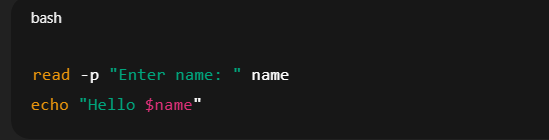 bash
read -p "Enter name: " name
echo "Hello $name"